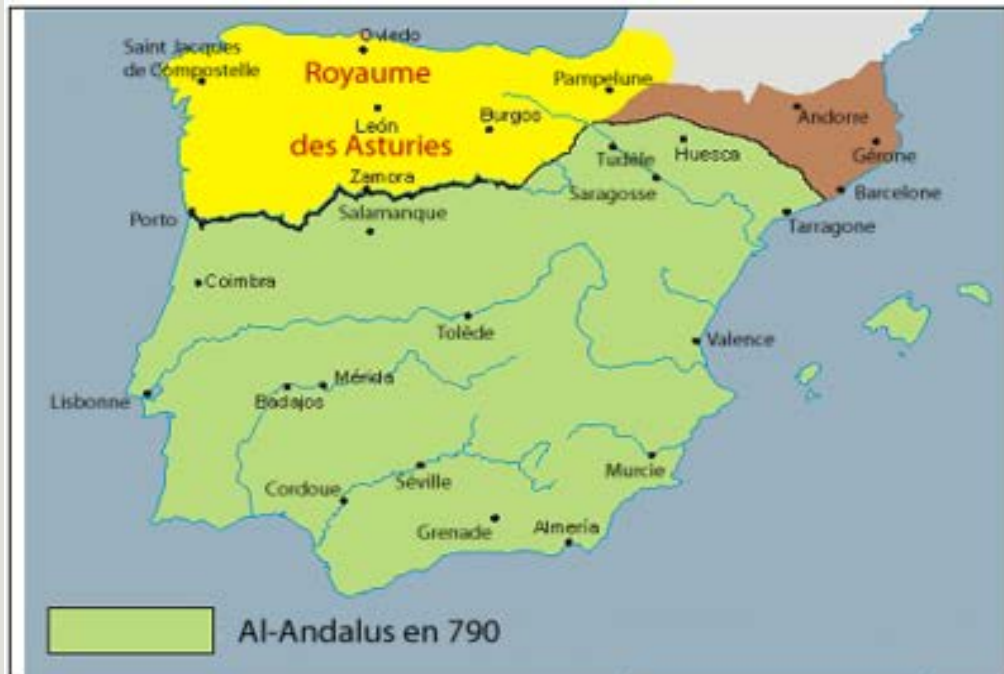 Oviedo
Saint Jacques
de Compostelle
Royaume
Pampelune
Andorre
León
Burgos
des Asturies
Tudèle
Huesca
Gérone
Zamora
Saragosse
Barcelone
Porto
Salamanque
Tarragone
Coimbra
Tolède
Valence
Mérida
Lisbonne
Badajos
Murcie
Cordoue
Séville
Grenade
Almería
Al-Andalus en 790